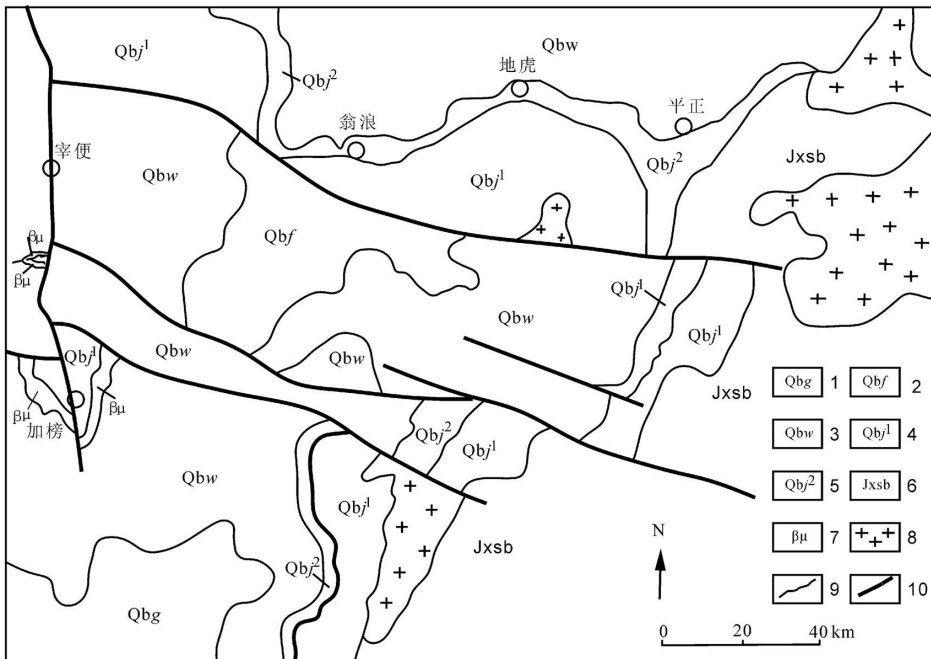 Qbj¹
Qbj²
Qbw
地虎
平正
翁浪
宰便
Qbj²
Jxsb
Qbw
Qbj¹
Qbf
βμ
βμ
Qbj¹
Qbw
Qbj¹
Qbw
Qbw
Qbj¹
βμ
βμ
加榜
Jxsb
Qbj²
Qbj¹
Qbw
Qbj¹
Jxsb
Qbj²
Qbg
Qbg 1
Qbf 2
Qbw 3
Qbj¹ 4
Qbj² 5
Jxsb 6
βμ 7
8
9
10
N
0 20 40 km